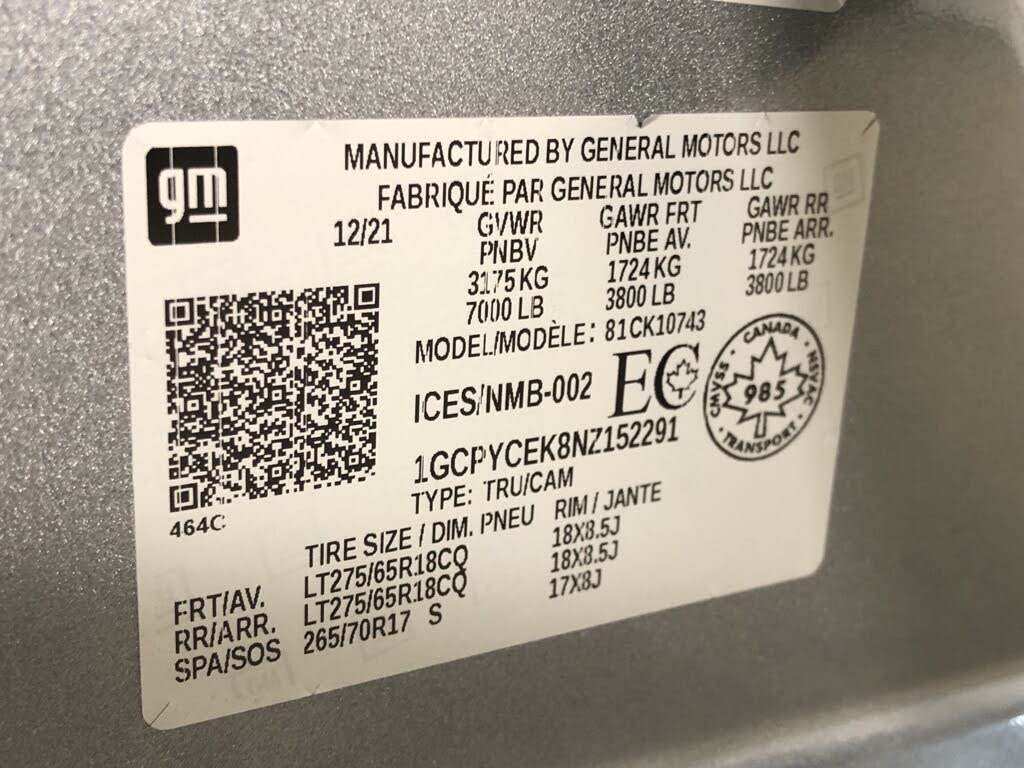 gm
MANUFACTURED BY GENERAL MOTORS LLC
FABRIQUÉ PAR GENERAL MOTORS LLC
12/21 GVWR GAWR FRT GAWR RR
PNBV PNBE AV. PNBE ARR.
3175 KG 1724 KG 1724 KG
7000 LB 3800 LB 3800 LB
MODEL/MODÈLE: 81CK10743
ICES/NMB-002 EC
CANADA
CMVSS 985 NSVAC
TRANSPORT
1GCPYCEK8NZ152291
TYPE: TRU/CAM
464C
TIRE SIZE / DIM. PNEU RIM / JANTE
FRT/AV. LT275/65R18CQ 18X8.5J
RR/ARR. LT275/65R18CQ 18X8.5J
SPA/SOS 265/70R17 S 17X8J